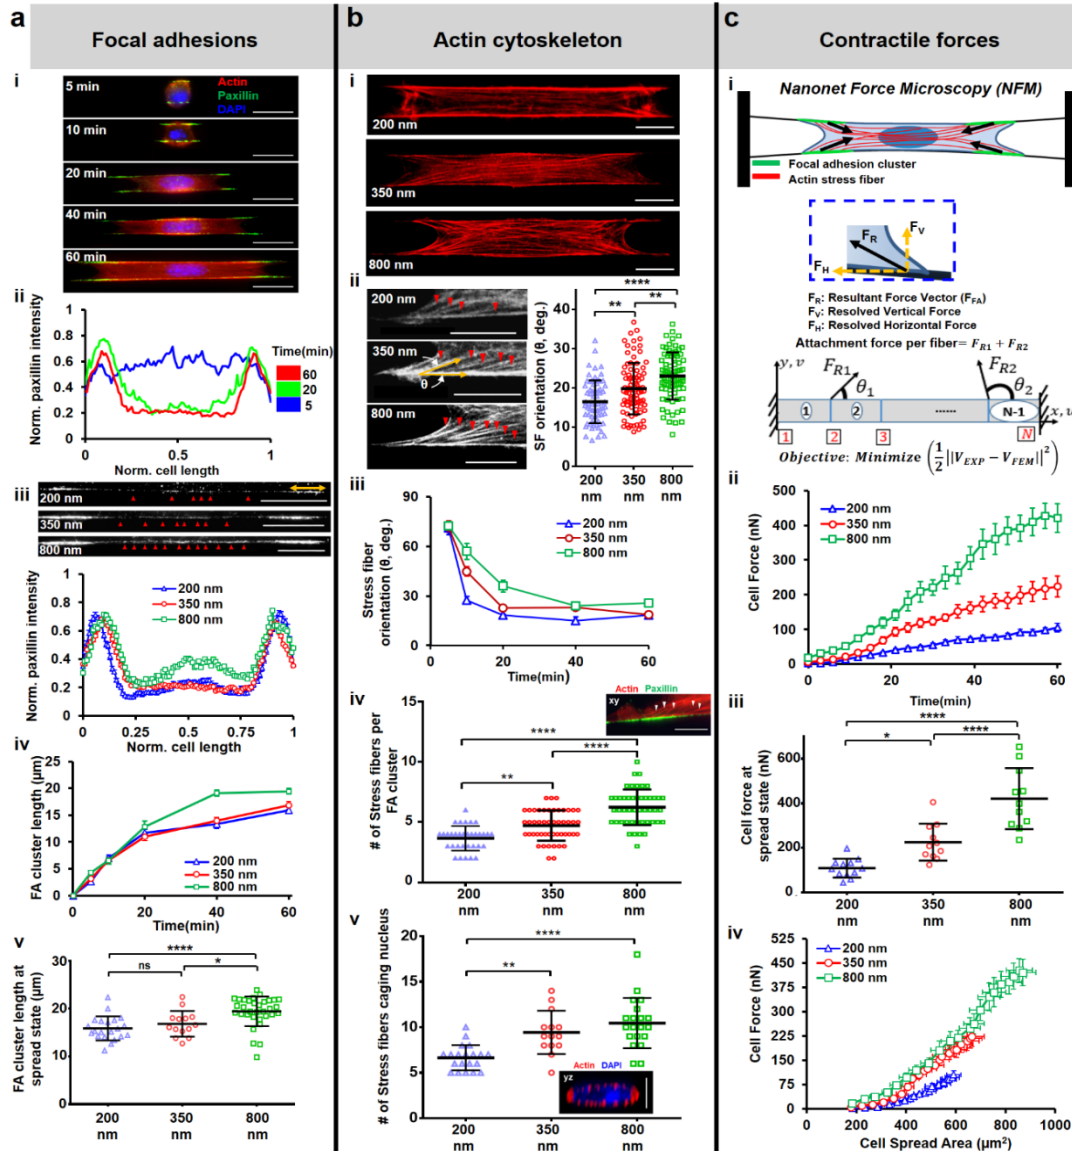 a
Focal adhesions
i
5 min
Actin
Paxillin
DAPI
10 min
20 min
40 min
60 min
ii
Norm. paxillin intensity
1
0.8
0.6
0.4
0.2
0
0
0.5
1
Norm. cell length
Time(min)
60
20
5
iii
200 nm
350 nm
800 nm
Norm. paxillin intensity
1
0.8
0.6
0.4
0.2
0
0
0.25
0.5
0.75
1
Norm. cell length
200 nm
350 nm
800 nm
iv
FA cluster length (µm)
25
20
15
10
5
0
0
20
40
60
Time(min)
200 nm
350 nm
800 nm
v
FA cluster length at
spread state (µm)
30
20
10
0
ns
*
****
200
nm
350
nm
800
nm
b
Actin cytoskeleton
i
200 nm
350 nm
800 nm
ii
200 nm
350 nm
θ
800 nm
SF orientation (θ, deg.)
40
30
20
10
0
**
**
****
200
nm
350
nm
800
nm
iii
Stress fiber
orientation (θ, deg.)
90
60
30
0
0
20
40
60
Time(min)
200 nm
350 nm
800 nm
iv
Actin Paxillin
xy
# of Stress fibers per
FA cluster
15
10
5
0
**
****
****
200
nm
350
nm
800
nm
v
# of Stress fibers caging nucleus
20
15
10
5
0
**
****
Actin DAPI
yz
200
nm
350
nm
800
nm
c
Contractile forces
i
Nanonet Force Microscopy (NFM)
Focal adhesion cluster
Actin stress fiber
F_R
F_V
F_H
F_R: Resultant Force Vector (F_FA)
F_V: Resolved Vertical Force
F_H: Resolved Horizontal Force
Attachment force per fiber= F_R1 + F_R2
y, v
F_R1
θ_1
F_R2
θ_2
1
2
......
N-1
x, u
1
2
3
N
Objective: Minimize (1/2 ||V_EXP − V_FEM||^2)
ii
Cell Force (nN)
500
400
300
200
100
0
0
20
40
60
Time(min)
200 nm
350 nm
800 nm
iii
Cell force at
spread state (nN)
600
400
200
0
*
****
****
200
nm
350
nm
800
nm
iv
Cell Force (nN)
525
450
375
300
225
150
75
0
0
200
400
600
800
1000
Cell Spread Area (µm²)
200 nm
350 nm
800 nm